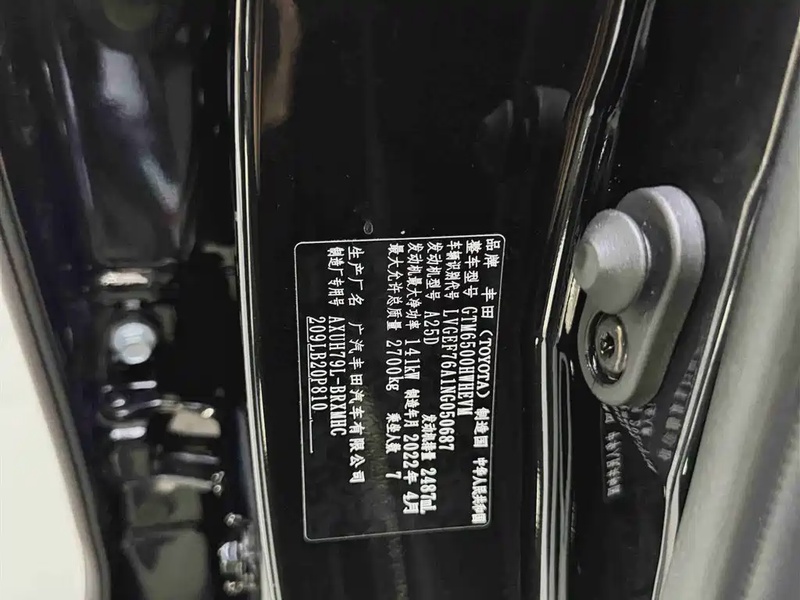 品牌 丰田(TOYOTA) 制造国 中华人民共和国
整车型号 GTM6500HWHEVM
车辆识别代号 LVGEF76A1NG050687
发动机型号 A25D 发动机排量 2487mL
发动机最大净功率 141kW 制造年月 2022年 4月
最大允许总质量 2700kg 乘坐人数 7
生产厂名 广汽丰田汽车有限公司
制造厂专用号 AXUH79L-BRXMHC
209LB20P810